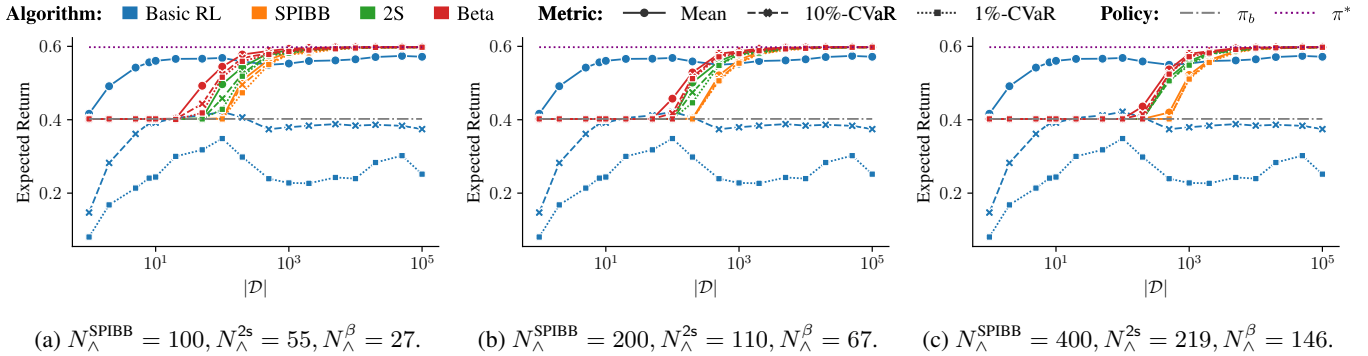 Algorithm: Basic RL SPIBB 2S Beta Metric: Mean 10%-CVaR 1%-CVaR Policy: π_b π*
0.6
0.4
0.2
Expected Return
10^1 10^3 10^5
|D|
(a) N_∧^SPIBB = 100, N_∧^2s = 55, N_∧^β = 27.
0.6
0.4
0.2
Expected Return
10^1 10^3 10^5
|D|
(b) N_∧^SPIBB = 200, N_∧^2s = 110, N_∧^β = 67.
0.6
0.4
0.2
Expected Return
10^1 10^3 10^5
|D|
(c) N_∧^SPIBB = 400, N_∧^2s = 219, N_∧^β = 146.